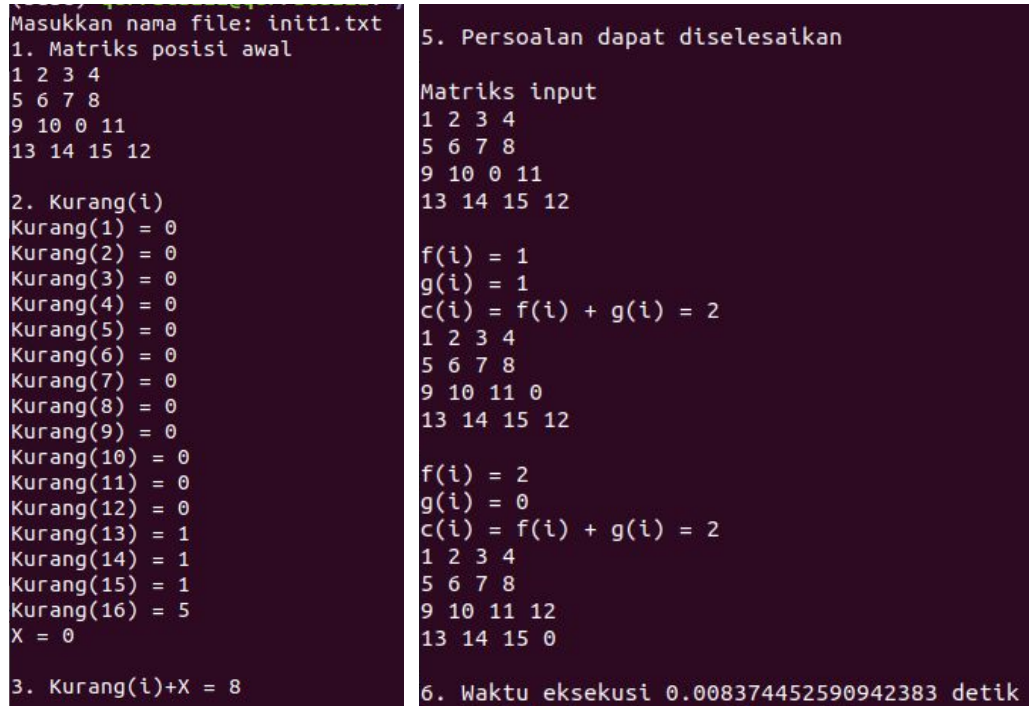 Masukkan nama file: init1.txt
1. Matriks posisi awal
1 2 3 4
5 6 7 8
9 10 0 11
13 14 15 12
2. Kurang(i)
Kurang(1) = 0
Kurang(2) = 0
Kurang(3) = 0
Kurang(4) = 0
Kurang(5) = 0
Kurang(6) = 0
Kurang(7) = 0
Kurang(8) = 0
Kurang(9) = 0
Kurang(10) = 0
Kurang(11) = 0
Kurang(12) = 0
Kurang(13) = 1
Kurang(14) = 1
Kurang(15) = 1
Kurang(16) = 5
X = 0
3. Kurang(i)+X = 8
5. Persoalan dapat diselesaikan
Matriks input
1 2 3 4
5 6 7 8
9 10 0 11
13 14 15 12
f(i) = 1
g(i) = 1
c(i) = f(i) + g(i) = 2
1 2 3 4
5 6 7 8
9 10 11 0
13 14 15 12
f(i) = 2
g(i) = 0
c(i) = f(i) + g(i) = 2
1 2 3 4
5 6 7 8
9 10 11 12
13 14 15 0
6. Waktu eksekusi 0.008374452590942383 detik